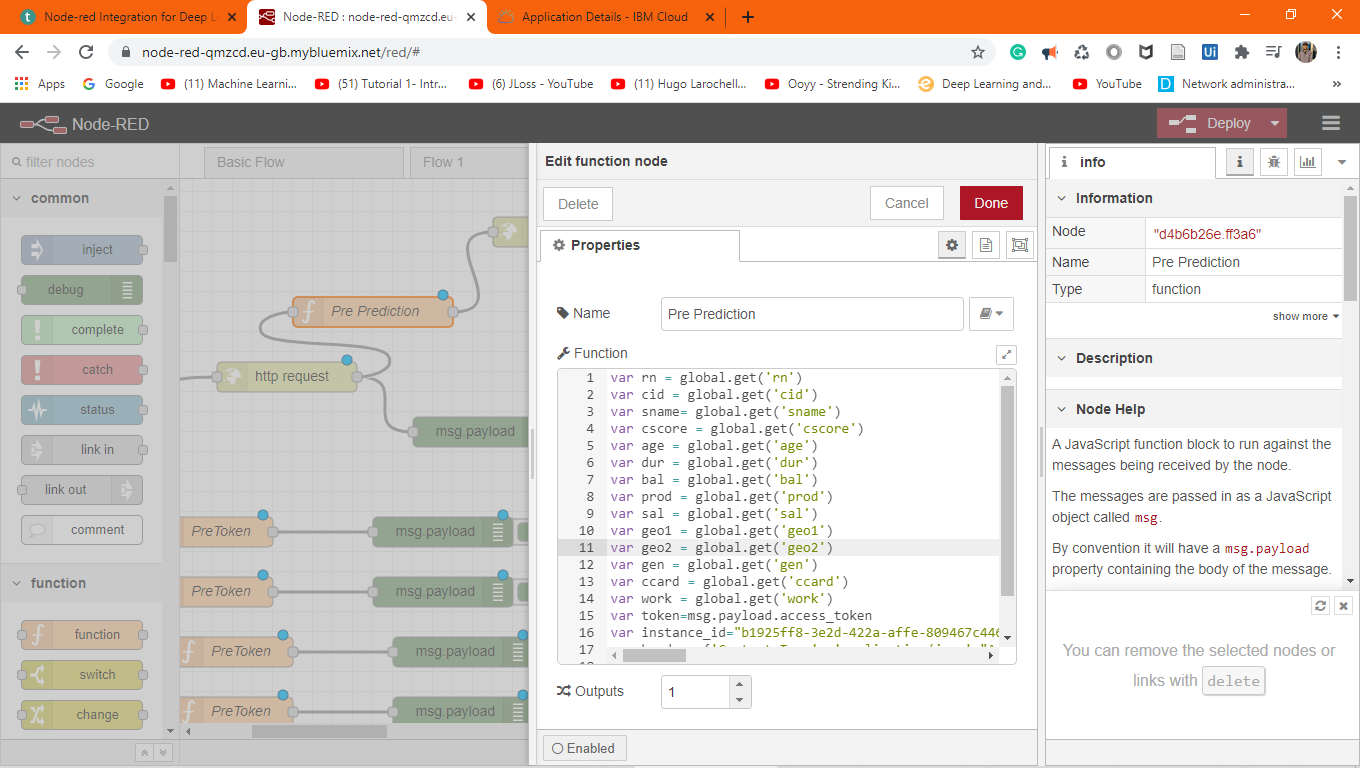 Node-red Integration for Deep L
Node-RED : node-red-qmzcd.eu-
Application Details - IBM Cloud
node-red-qmzcd.eu-gb.mybluemix.net/red/#
Apps
Google
(11) Machine Learni...
(51) Tutorial 1- Intr...
(6) JLoss - YouTube
(11) Hugo Larochell...
Ooyy - Strending Ki...
Deep Learning and...
YouTube
Network administra...
Node-RED
Deploy
filter nodes
common
inject
debug
complete
catch
status
link in
link out
comment
function
function
switch
change
Basic Flow
Flow 1
Pre Prediction
http request
msg.payload
PreToken
msg.payload
PreToken
msg.payload
PreToken
msg.payload
PreToken
msg.payload
Edit function node
Delete
Cancel
Done
Properties
Name
Pre Prediction
Function
1 var rn = global.get('rn')
2 var cid = global.get('cid')
3 var sname= global.get('sname')
4 var cscore = global.get('cscore')
5 var age = global.get('age')
6 var dur = global.get('dur')
7 var bal = global.get('bal')
8 var prod = global.get('prod')
9 var sal = global.get('sal')
10 var geo1 = global.get('geo1')
11 var geo2 = global.get('geo2')
12 var gen = global.get('gen')
13 var ccard = global.get('ccard')
14 var work = global.get('work')
15 var token=msg.payload.access_token
16 var instance_id="b1925ff8-3e2d-422a-affe-809467c446
17
Outputs
1
Enabled
info
Information
Node
"d4b6b26e.ff3a6"
Name
Pre Prediction
Type
function
show more
Description
Node Help
A JavaScript function block to run against the
messages being received by the node.
The messages are passed in as a JavaScript
object called msg.
By convention it will have a msg.payload
property containing the body of the message.
You can remove the selected nodes or
links with delete